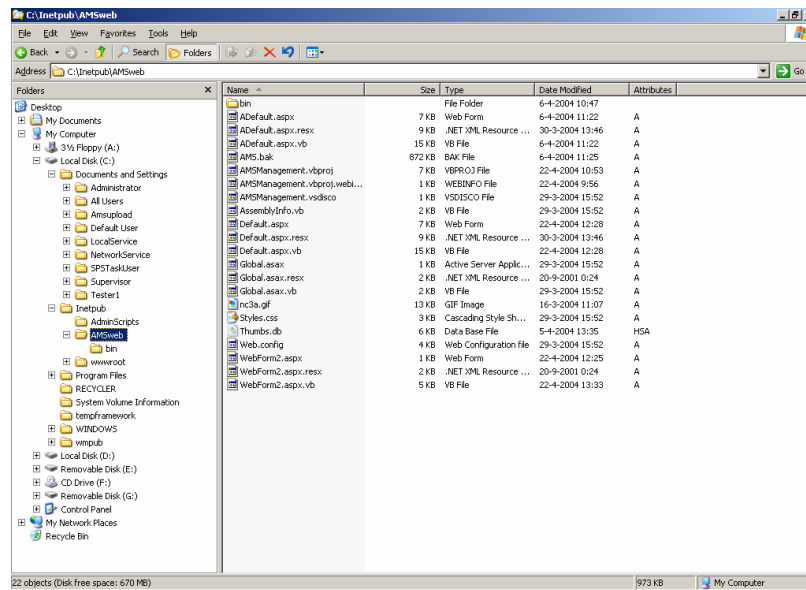 C:\Inetpub\AMSweb
File Edit View Favorites Tools Help
Back Search Folders
Address C:\Inetpub\AMSweb Go
Folders
Desktop
My Documents
My Computer
3½ Floppy (A:)
Local Disk (C:)
Documents and Settings
Administrator
All Users
Amsupload
Default User
LocalService
NetworkService
SPSTaskUser
Supervisor
Tester1
Inetpub
AdminScripts
AMSweb
bin
wwwroot
Program Files
RECYCLER
System Volume Information
tempframework
WINDOWS
wmpub
Local Disk (D:)
Removable Disk (E:)
CD Drive (F:)
Removable Disk (G:)
Control Panel
My Network Places
Recycle Bin
Name Size Type Date Modified Attributes
bin File Folder 6-4-2004 10:47
ADefault.aspx 7 KB Web Form 6-4-2004 11:22 A
ADefault.aspx.resx 9 KB .NET XML Resource ... 30-3-2004 13:46 A
ADefault.aspx.vb 15 KB VB File 6-4-2004 11:22 A
AMS.bak 872 KB BAK File 6-4-2004 11:25 A
AMSManagement.vbproj 7 KB VBPROJ File 22-4-2004 10:53 A
AMSManagement.vbproj.webi... 1 KB WEBINFO File 22-4-2004 9:56 A
AMSManagement.vsdisco 1 KB VSDISCO File 29-3-2004 15:52 A
AssemblyInfo.vb 2 KB VB File 29-3-2004 15:52 A
Default.aspx 7 KB Web Form 22-4-2004 12:28 A
Default.aspx.resx 9 KB .NET XML Resource ... 30-3-2004 13:46 A
Default.aspx.vb 15 KB VB File 22-4-2004 12:28 A
Global.asax 1 KB Active Server Applic... 29-3-2004 15:52 A
Global.asax.resx 2 KB .NET XML Resource ... 20-9-2001 0:24 A
Global.asax.vb 2 KB VB File 29-3-2004 15:52 A
nc3a.gif 13 KB GIF Image 16-3-2004 11:07 A
Styles.css 3 KB Cascading Style Sh... 29-3-2004 15:52 A
Thumbs.db 6 KB Data Base File 5-4-2004 13:35 HSA
Web.config 4 KB Web Configuration file 29-3-2004 15:52 A
WebForm2.aspx 1 KB Web Form 22-4-2004 12:25 A
WebForm2.aspx.resx 2 KB .NET XML Resource ... 20-9-2001 0:24 A
WebForm2.aspx.vb 5 KB VB File 22-4-2004 13:33 A
22 objects (Disk free space: 670 MB) 973 KB My Computer